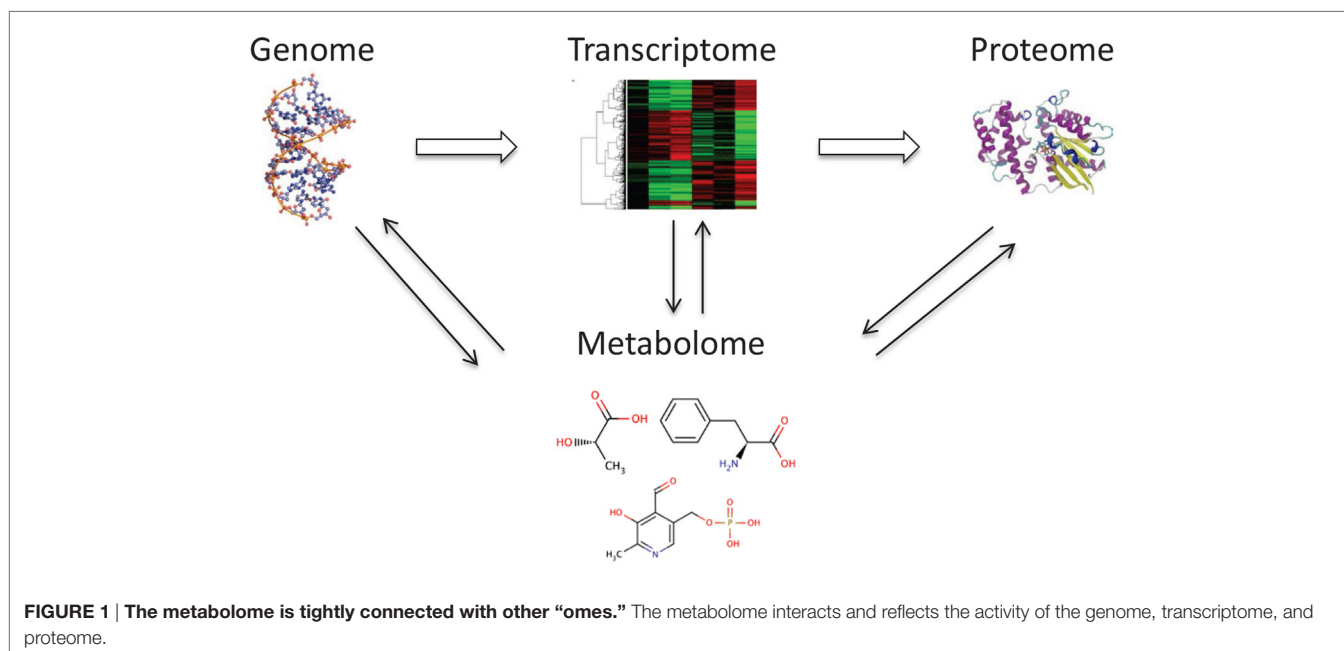 Genome
Transcriptome
Proteome
Metabolome
O
OH
HO
CH3
O
OH
H2N
O
HO
O
O
P
OH
OH
H3C
N
FIGURE 1 | The metabolome is tightly connected with other “omes.” The metabolome interacts and reflects the activity of the genome, transcriptome, and
proteome.